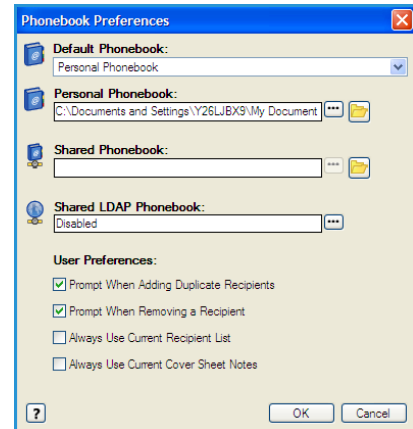 Phonebook Preferences
Default Phonebook:
Personal Phonebook
Personal Phonebook:
C:\Documents and Settings\Y26LJBX9\My Document
Shared Phonebook:
Shared LDAP Phonebook:
Disabled
User Preferences:
Prompt When Adding Duplicate Recipients
Prompt When Removing a Recipient
Always Use Current Recipient List
Always Use Current Cover Sheet Notes
? OK Cancel